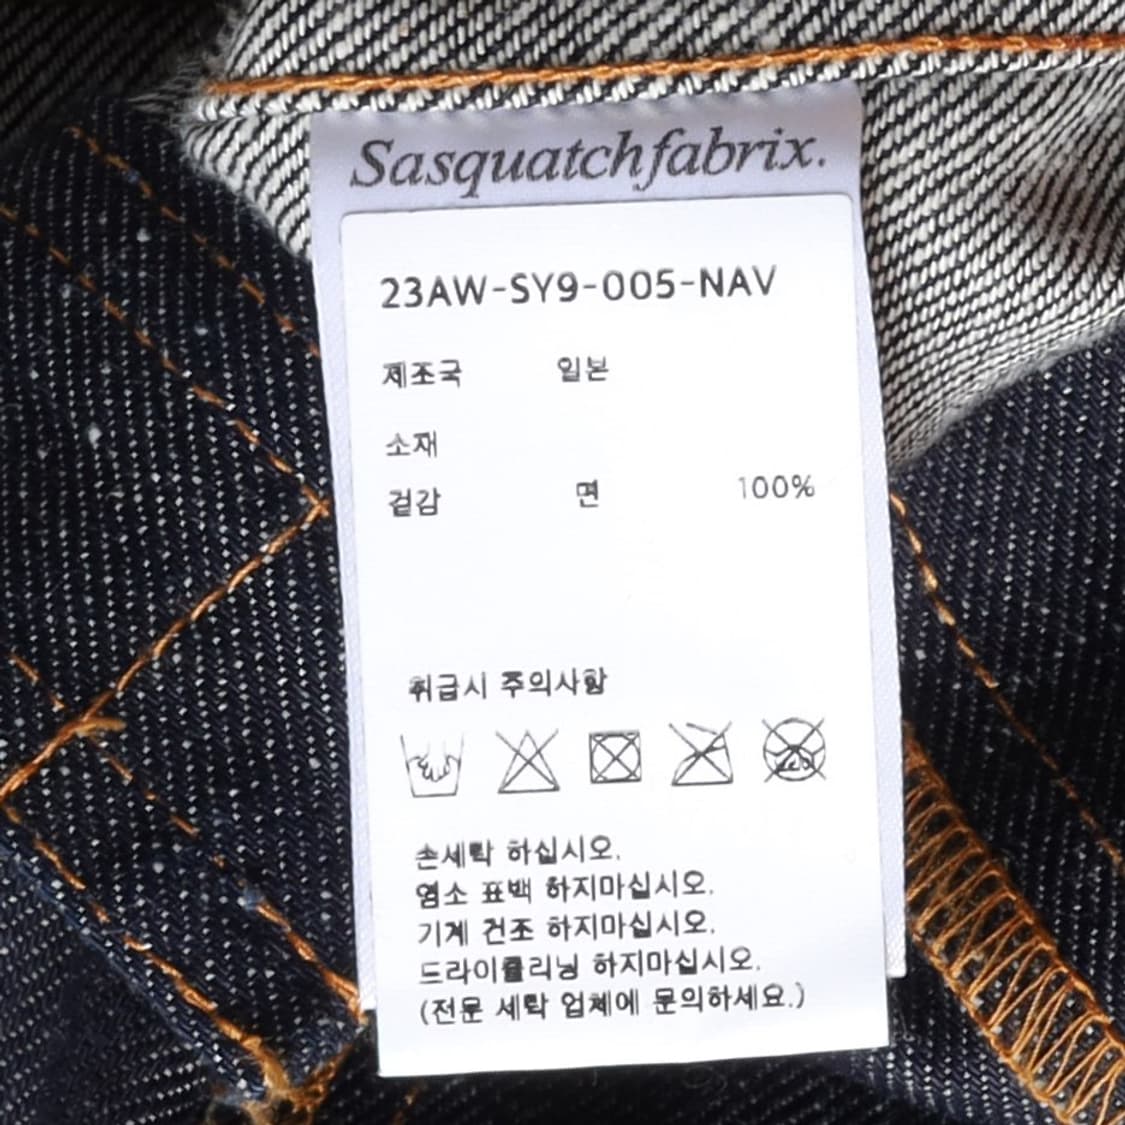 Sasquatchfabrix.
23AW-SY9-005-NAV
제조국 일본
소재
겉감 면 100%
취급시 주의사항
손세탁 하십시오.
염소 표백 하지마십시오.
기계 건조 하지마십시오.
드라이클리닝 하지마십시오.
(전문 세탁 업체에 문의하세요.)